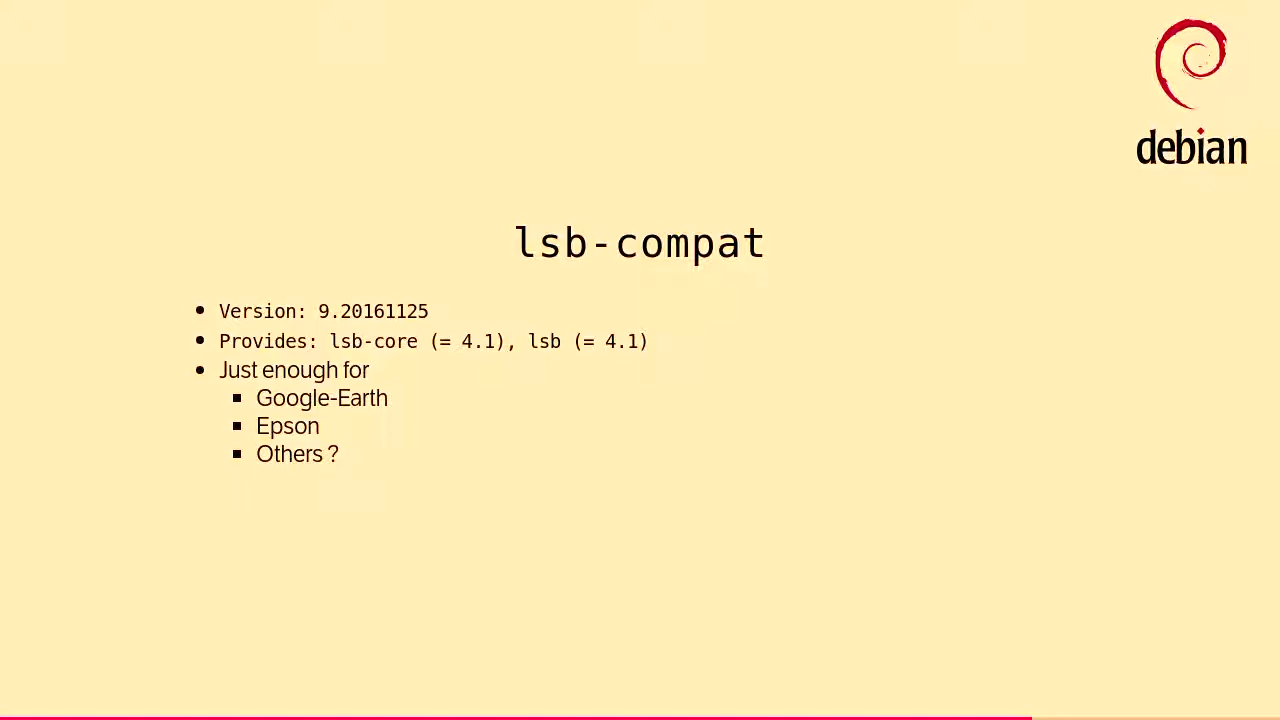 debian
lsb-compat
Version: 9.20161125
Provides: lsb-core (= 4.1), lsb (= 4.1)
Just enough for
Google-Earth
Epson
Others ?